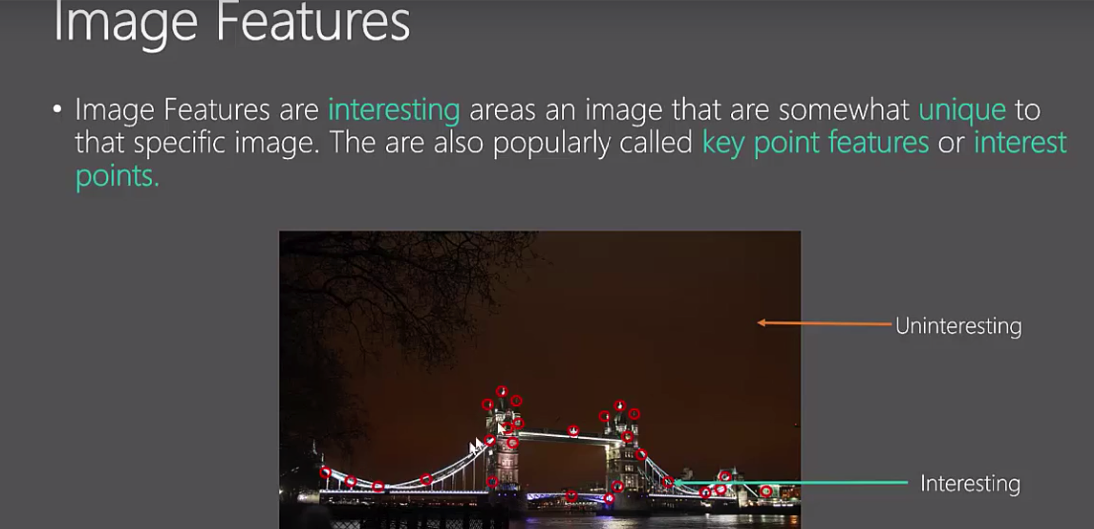 Image Features
• Image Features are interesting areas an image that are somewhat unique to
that specific image. The are also popularly called key point features or interest
points.
Uninteresting
Interesting